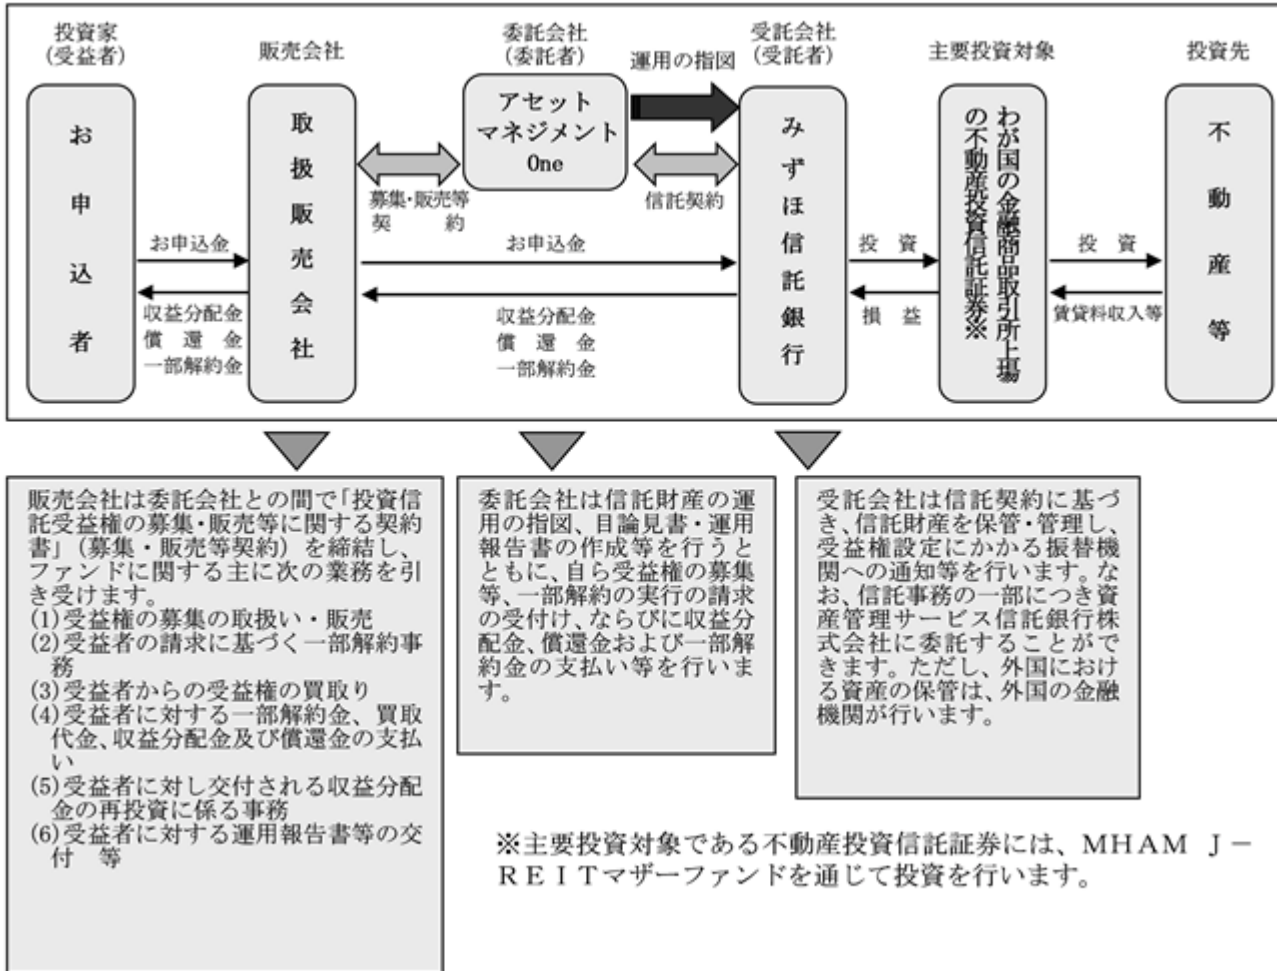 投資家
(受益者)
販売会社
委託会社
(委託者)
運用の指図
受託会社
(受託者)
主要投資対象
投資先
お申込者
取扱販売会社
アセット
マネジメント
One
みずほ信託銀行
わが国の金融商品取引所上場
の不動産投資信託証券※
不動産等
募集・販売等
契　　約
信託契約
お申込金
収益分配金
償　還　金
一部解約金
お申込金
収益分配金
償　還　金
一部解約金
投　資
損　益
投　資
賃貸料収入等
販売会社は委託会社との間で「投資信
託受益権の募集・販売等に関する契約
書」（募集・販売等契約）を締結し、
ファンドに関する主に次の業務を引
き受けます。
(1)受益権の募集の取扱い・販売
(2)受益者の請求に基づく一部解約事
務
(3)受益者からの受益権の買取り
(4)受益者に対する一部解約金、買取
代金、収益分配金及び償還金の支払
い
(5)受益者に対し交付される収益分配
金の再投資に係る事務
(6)受益者に対する運用報告書等の交
付　等
委託会社は信託財産の運
用の指図、目論見書・運用
報告書の作成等を行うと
ともに、自ら受益権の募集
等、一部解約の実行の請求
の受付け、ならびに収益分
配金、償還金および一部解
約金の支払い等を行いま
す。
受託会社は信託契約に基づ
き、信託財産を保管・管理し、
受益権設定にかかる振替機
関への通知等を行います。な
お、信託事務の一部につき資
産管理サービス信託銀行株
式会社に委託することがで
きます。ただし、外国におけ
る資産の保管は、外国の金融
機関が行います。
※主要投資対象である不動産投資信託証券には、ＭＨＡＭ　Ｊ－
ＲＥＩＴマザーファンドを通じて投資を行います。